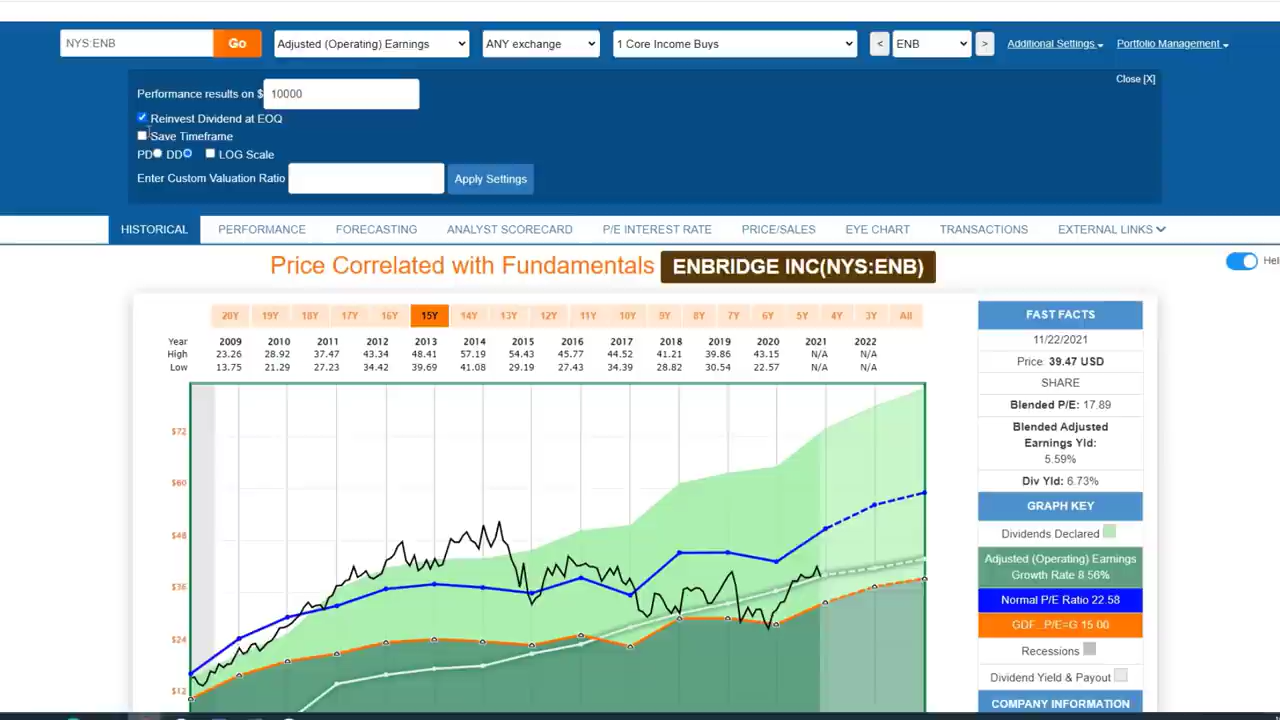 NYS:ENB Go Adjusted (Operating) Earnings ANY exchange 1 Core Income Buys < ENB > Additional Settings Portfolio Management
Close [X]
Performance results on $ 10000
Reinvest Dividend at EOQ
Save Timeframe
PD DD LOG Scale
Enter Custom Valuation Ratio Apply Settings
HISTORICAL PERFORMANCE FORECASTING ANALYST SCORECARD P/E INTEREST RATE PRICE/SALES EYE CHART TRANSACTIONS EXTERNAL LINKS
Price Correlated with Fundamentals ENBRIDGE INC(NYS:ENB)
Hel
20Y 19Y 18Y 17Y 16Y 15Y 14Y 13Y 12Y 11Y 10Y 9Y 8Y 7Y 6Y 5Y 4Y 3Y All
Year 2009 2010 2011 2012 2013 2014 2015 2016 2017 2018 2019 2020 2021 2022
High 23.26 28.92 37.47 43.34 48.41 57.19 54.43 45.77 44.52 41.21 39.86 43.15 N/A N/A
Low 13.75 21.29 27.23 34.42 39.69 41.08 29.19 27.43 34.39 28.82 30.54 22.57 N/A N/A
$72
$60
$48
$36
$24
$12
FAST FACTS
11/22/2021
Price: 39.47 USD
SHARE
Blended P/E: 17.89
Blended Adjusted
Earnings Yld:
5.59%
Div Yld: 6.73%
GRAPH KEY
Dividends Declared
Adjusted (Operating) Earnings
Growth Rate 8.56%
Normal P/E Ratio 22.58
GDF...P/E=G 15.00
Recessions
Dividend Yield & Payout
COMPANY INFORMATION